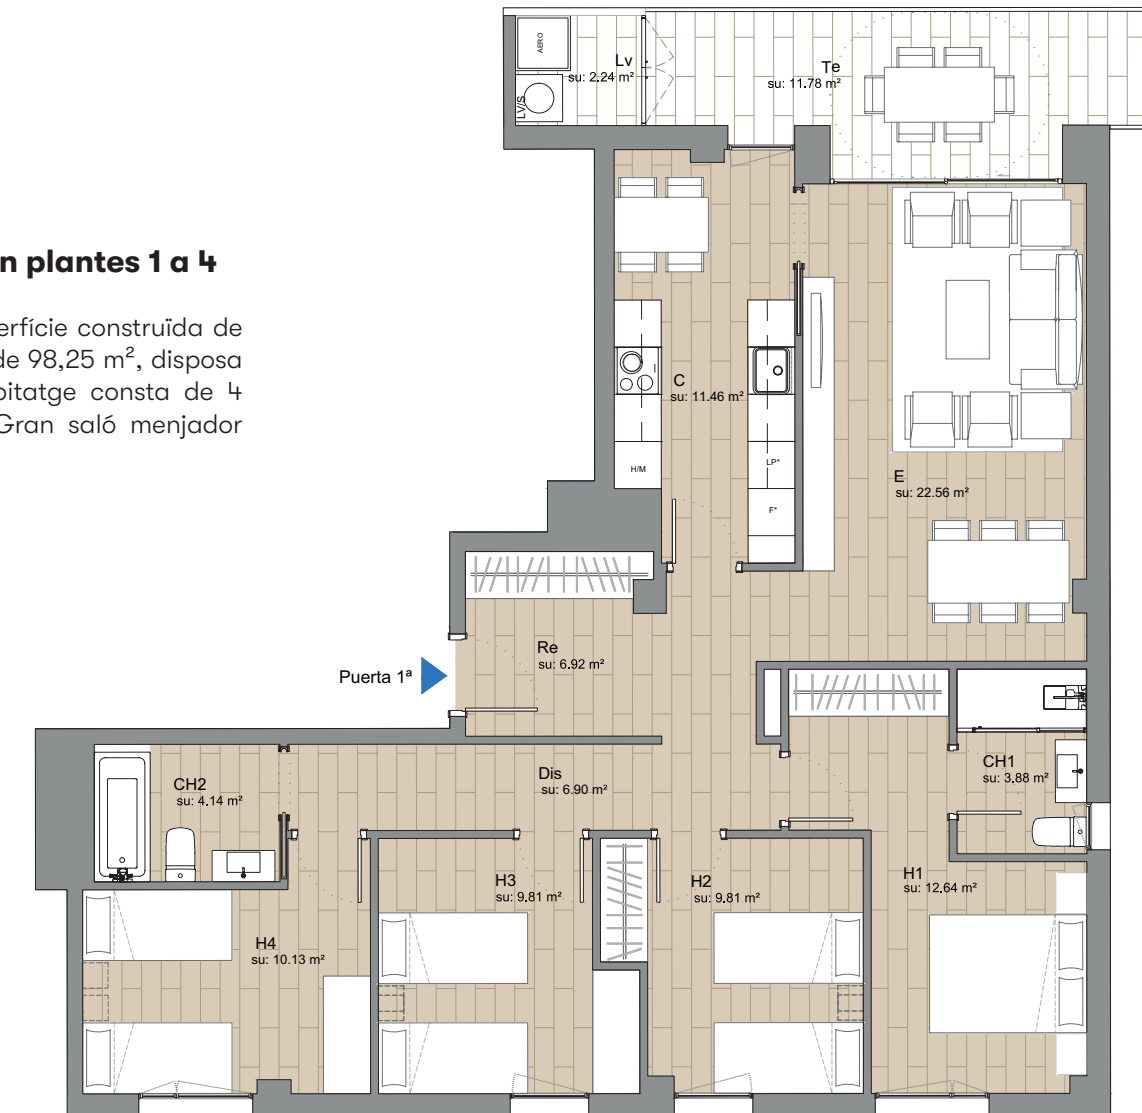 AERO
LV/S
Lv
su: 2.24 m²
Te
su: 11.78 m²
n plantes 1 a 4
erfície construïda de
de 98,25 m², disposa
bitatge consta de 4
Gran saló menjador
C
su: 11.46 m²
H/M
LP*
F*
E
su: 22.56 m²
Re
su: 6.92 m²
Puerta 1ª
Dis
su: 6.90 m²
CH2
su: 4.14 m²
CH1
su: 3.88 m²
H1
su: 12.64 m²
H2
su: 9.81 m²
H3
su: 9.81 m²
H4
su: 10.13 m²